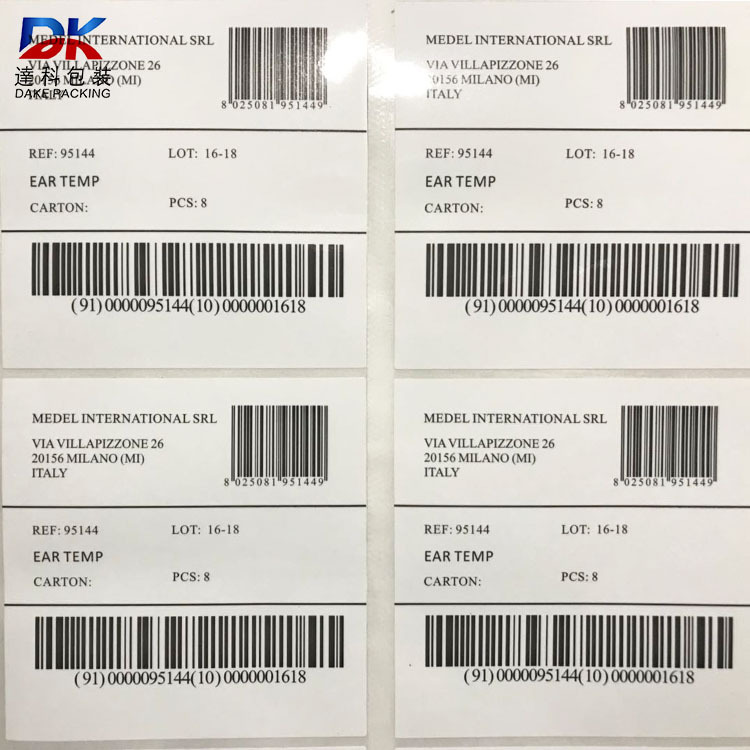 DK
達科包装
DAKE PACKING
MEDEL INTERNATIONAL SRL
VIA VILLAPIZZONE 26
20156 MILANO (MI)
ITALY
8 025081 951449
REF: 95144 LOT: 16-18
EAR TEMP
CARTON: PCS: 8
(91)0000095144(10)0000001618
MEDEL INTERNATIONAL SRL
VIA VILLAPIZZONE 26
20156 MILANO (MI)
ITALY
8 025081 951449
REF: 95144 LOT: 16-18
EAR TEMP
CARTON: PCS: 8
(91)0000095144(10)0000001618
MEDEL INTERNATIONAL SRL
VIA VILLAPIZZONE 26
20156 MILANO (MI)
ITALY
8 025081 951449
REF: 95144 LOT: 16-18
EAR TEMP
CARTON: PCS: 8
(91)0000095144(10)0000001618
MEDEL INTERNATIONAL SRL
VIA VILLAPIZZONE 26
20156 MILANO (MI)
ITALY
8 025081 951449
REF: 95144 LOT: 16-18
EAR TEMP
CARTON: PCS: 8
(91)0000095144(10)0000001618